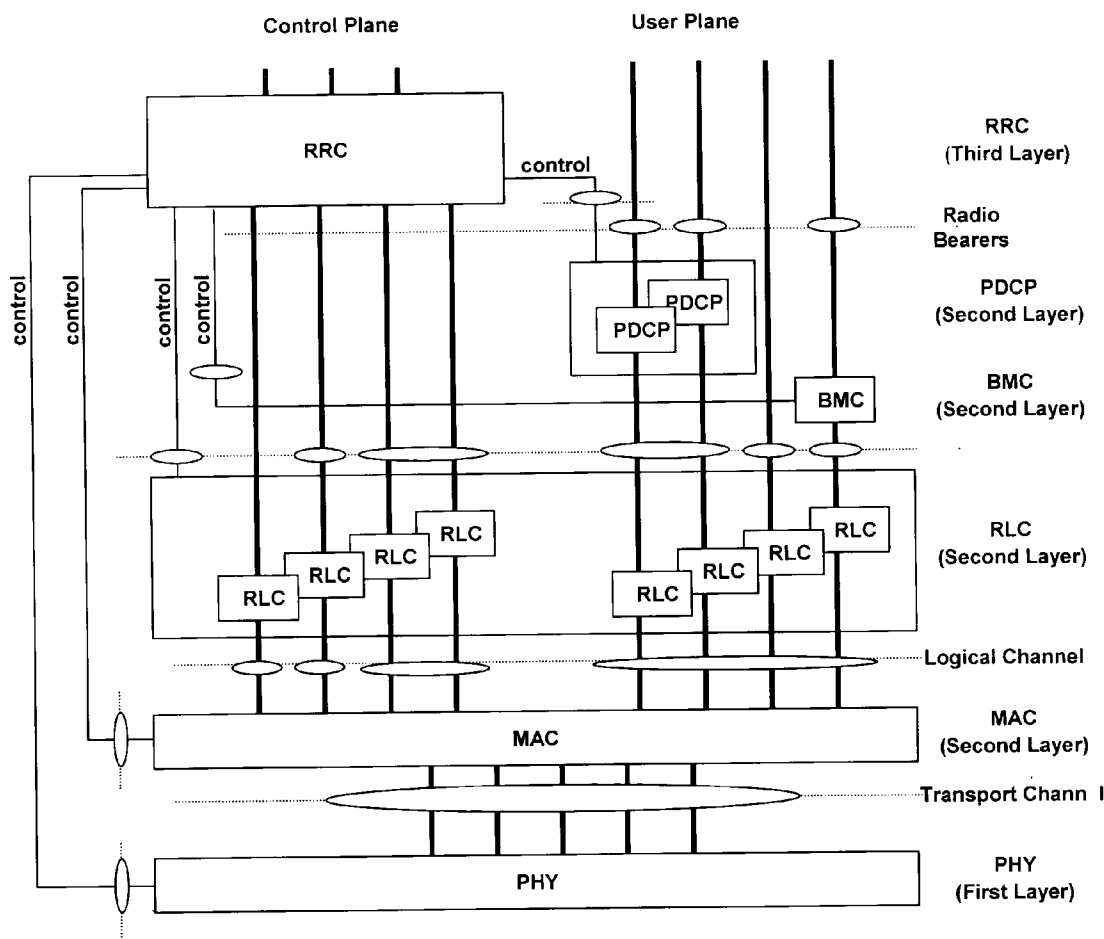 Control Plane
User Plane
RRC
RRC
(Third Layer)
control
Radio
Bearers
control
control
control
control
PDCP
PDCP
PDCP
(Second Layer)
BMC
BMC
(Second Layer)
RLC
RLC
RLC
RLC
RLC
RLC
RLC
RLC
RLC
(Second Layer)
Logical Channel
MAC
MAC
(Second Layer)
Transport Chann l
PHY
PHY
(First Layer)